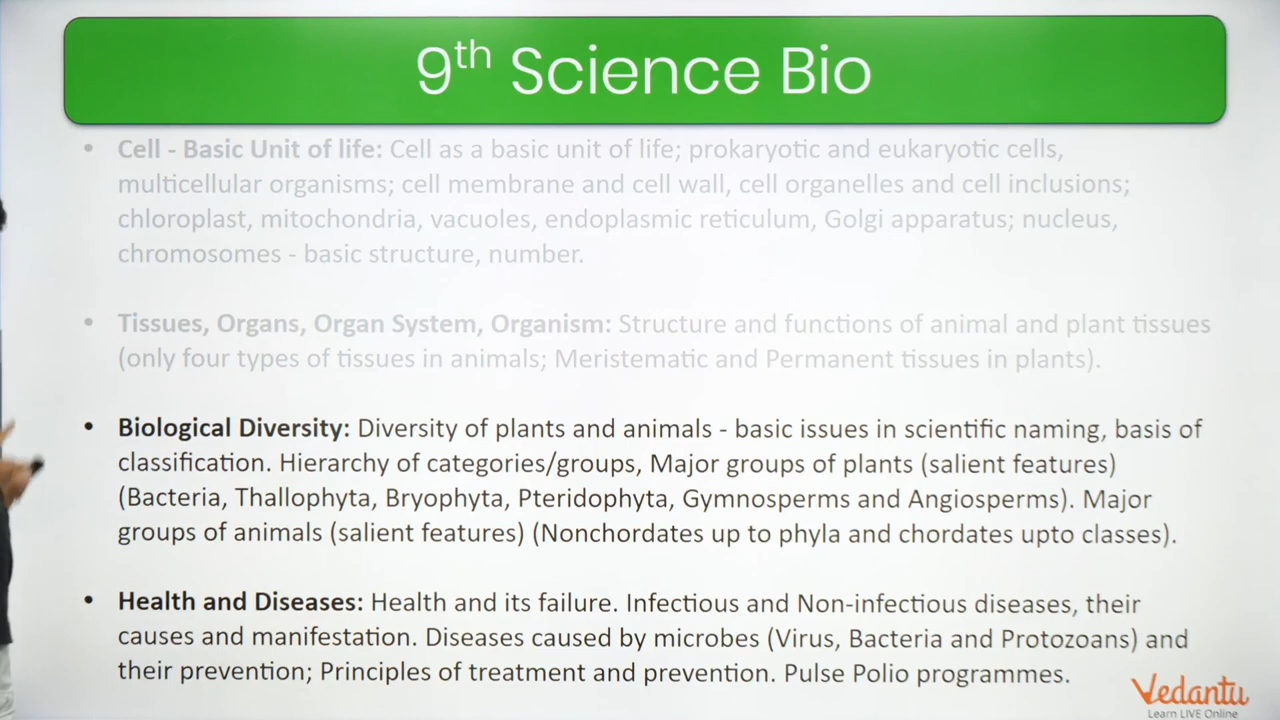 9th Science Bio
• Cell - Basic Unit of life: Cell as a basic unit of life; prokaryotic and eukaryotic cells,
multicellular organisms; cell membrane and cell wall, cell organelles and cell inclusions;
chloroplast, mitochondria, vacuoles, endoplasmic reticulum, Golgi apparatus; nucleus,
chromosomes - basic structure, number.
• Tissues, Organs, Organ System, Organism: Structure and functions of animal and plant tissues
(only four types of tissues in animals; Meristematic and Permanent tissues in plants).
• Biological Diversity: Diversity of plants and animals - basic issues in scientific naming, basis of
classification. Hierarchy of categories/groups, Major groups of plants (salient features)
(Bacteria, Thallophyta, Bryophyta, Pteridophyta, Gymnosperms and Angiosperms). Major
groups of animals (salient features) (Nonchordates up to phyla and chordates upto classes).
• Health and Diseases: Health and its failure. Infectious and Non-infectious diseases, their
causes and manifestation. Diseases caused by microbes (Virus, Bacteria and Protozoans) and
their prevention; Principles of treatment and prevention. Pulse Polio programmes.
Vedantu
Learn LIVE Online